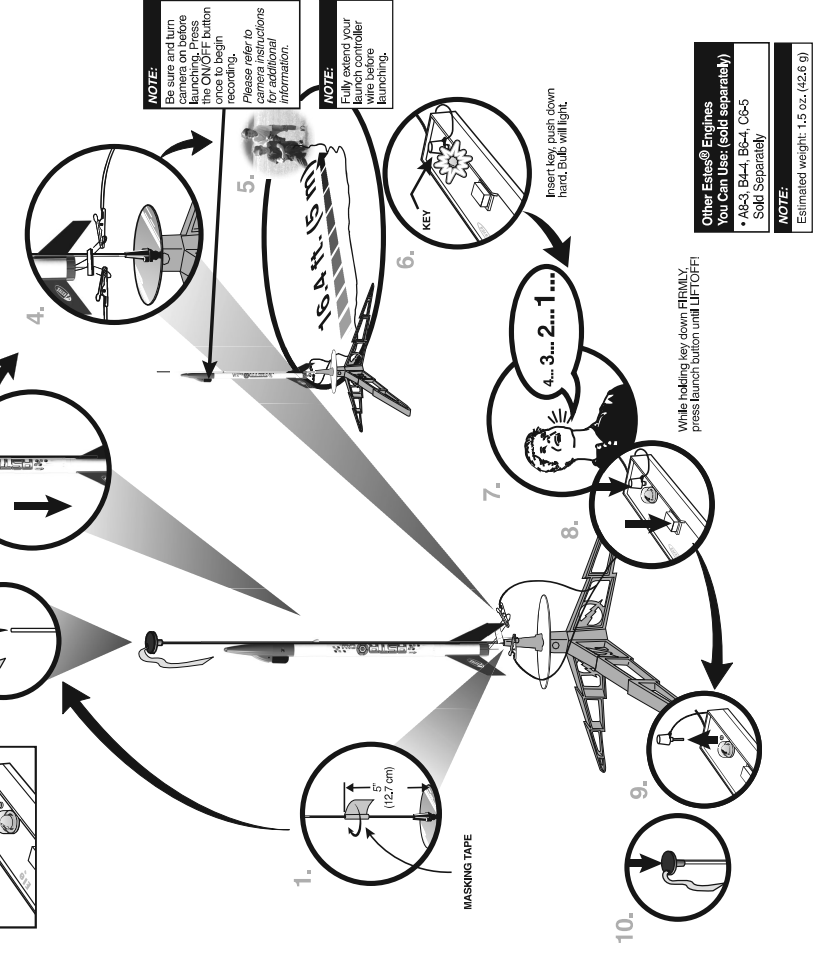 NOTE:
Be sure and turn
camera on before
launching. Press
the ON/OFF button
once to begin
recording.
Please refer to
camera instructions
for additional
information.
NOTE:
Fully extend your
launch controller
wire before
launching.
1.
5"
(12.7 cm)
MASKING TAPE
4.
5.
16.4 ft. (5 m)
6.
KEY
Insert key, push down
hard. Bulb will light.
7.
4... 3... 2... 1...
8.
While holding key down FIRMLY,
press launch button until LIFTOFF!
9.
10.
Other Estes® Engines
You Can Use: (sold separately)
• A8-3, B4-4, B6-4, C6-5
Sold Separately
NOTE:
Estimated weight: 1.5 oz. (42.6 g)